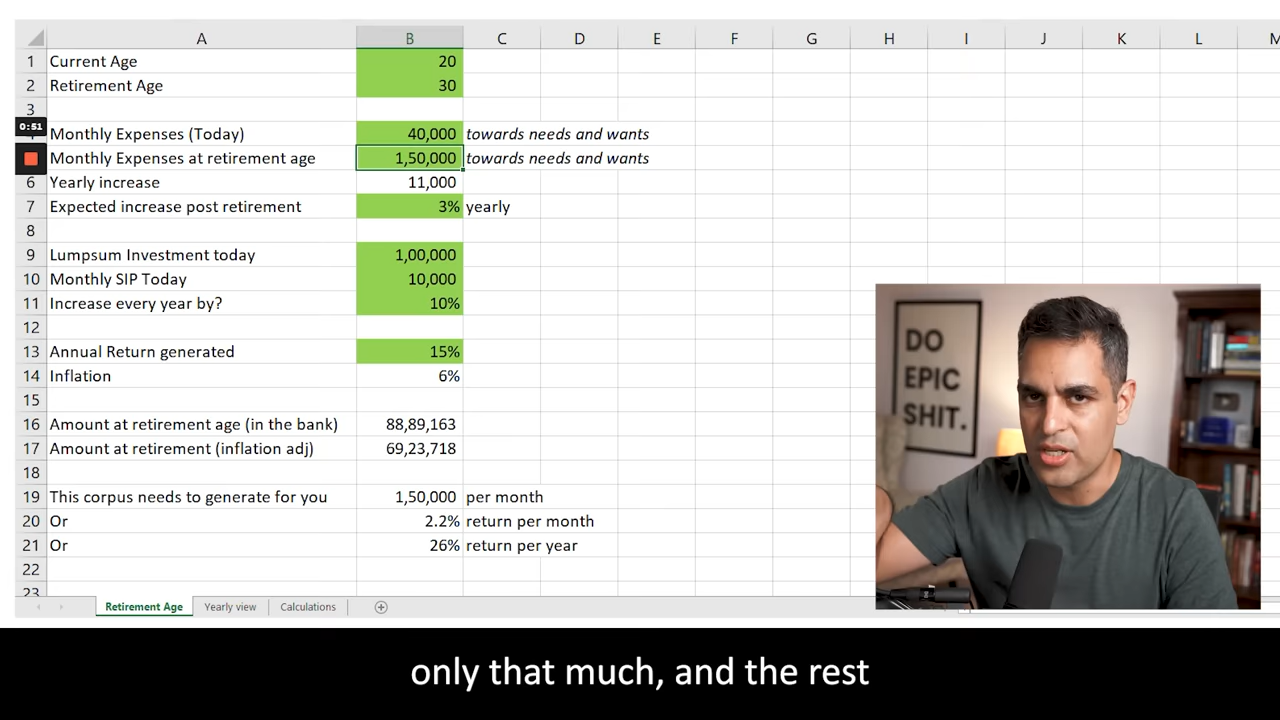 A B C D E F G H I J K L M
1 Current Age 20
2 Retirement Age 30
3
0:51
Monthly Expenses (Today) 40,000 towards needs and wants
Monthly Expenses at retirement age 1,50,000 towards needs and wants
6 Yearly increase 11,000
7 Expected increase post retirement 3% yearly
8
9 Lumpsum Investment today 1,00,000
10 Monthly SIP Today 10,000
11 Increase every year by? 10%
12
13 Annual Return generated 15%
14 Inflation 6%
15
16 Amount at retirement age (in the bank) 88,89,163
17 Amount at retirement (inflation adj) 69,23,718
18
19 This corpus needs to generate for you 1,50,000 per month
20 Or 2.2% return per month
21 Or 26% return per year
22
23
DO
EPIC
SHIT.
Retirement Age Yearly view Calculations
only that much, and the rest